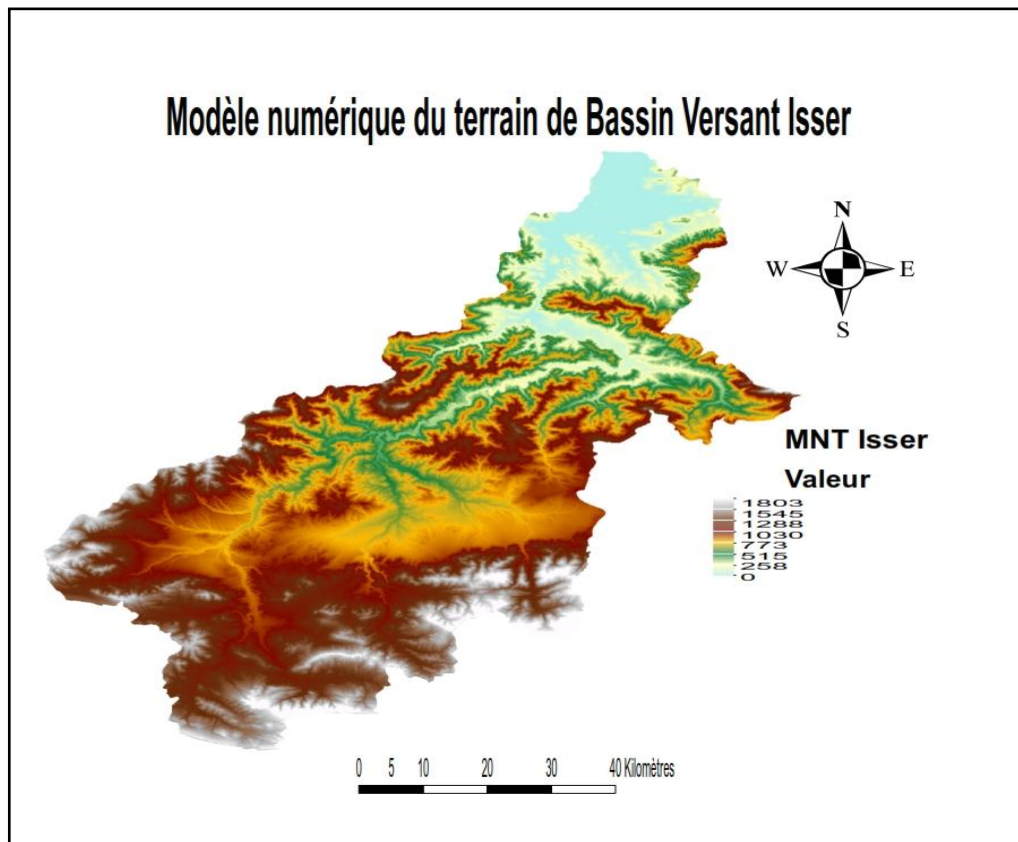 Modèle numérique du terrain de Bassin Versant Isser
N
W E
S
MNT Isser
Valeur
1803
1545
1288
1030
773
515
258
0
0 5 10 20 30 40 Kilomètres